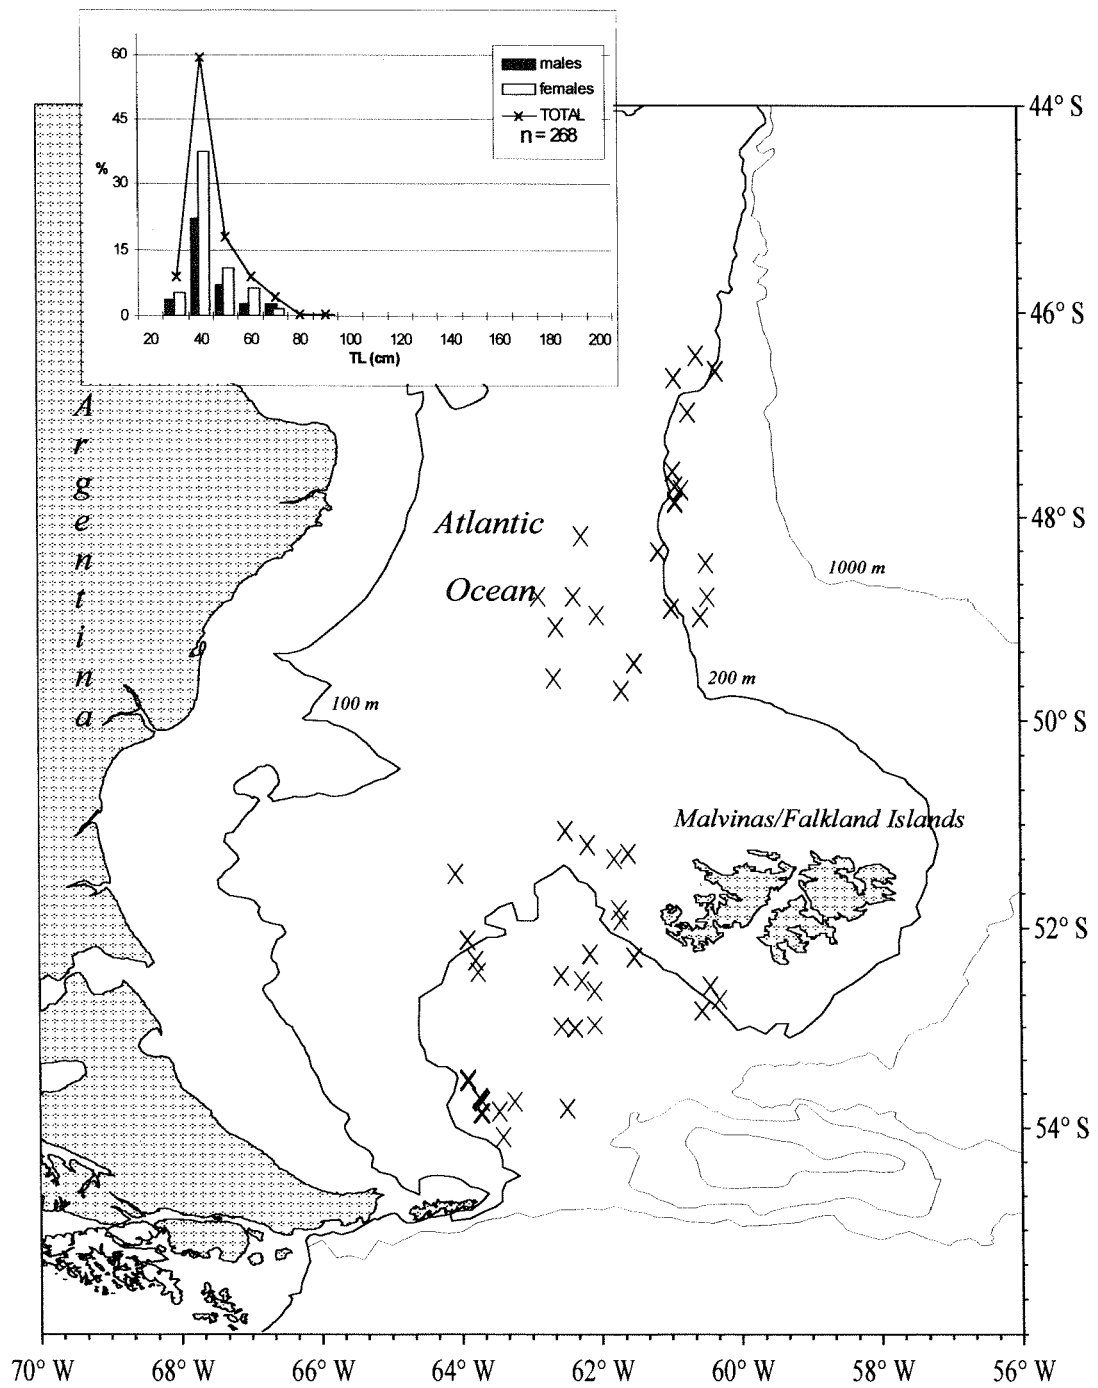 60
45
%
30
15
0
20 40 60 80 100 120 140 160 180 200
TL (cm)
males
females
TOTAL
n = 268
44° S
46° S
48° S
50° S
52° S
54° S
Argentina
Atlantic
Ocean
1000 m
200 m
100 m
Malvinas/Falkland Islands
70° W 68° W 66° W 64° W 62° W 60° W 58° W 56° W